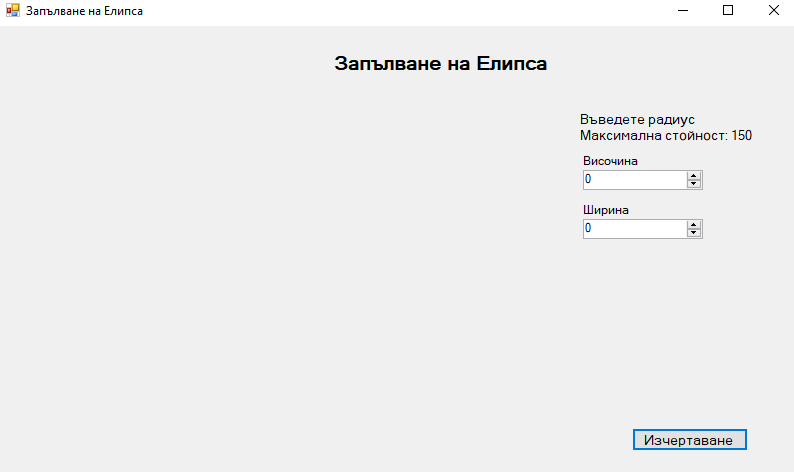 Запълване на Елипса
Запълване на Елипса
Въведете радиус
Максимална стойност: 150
Височина
0
Ширина
0
Изчертаване